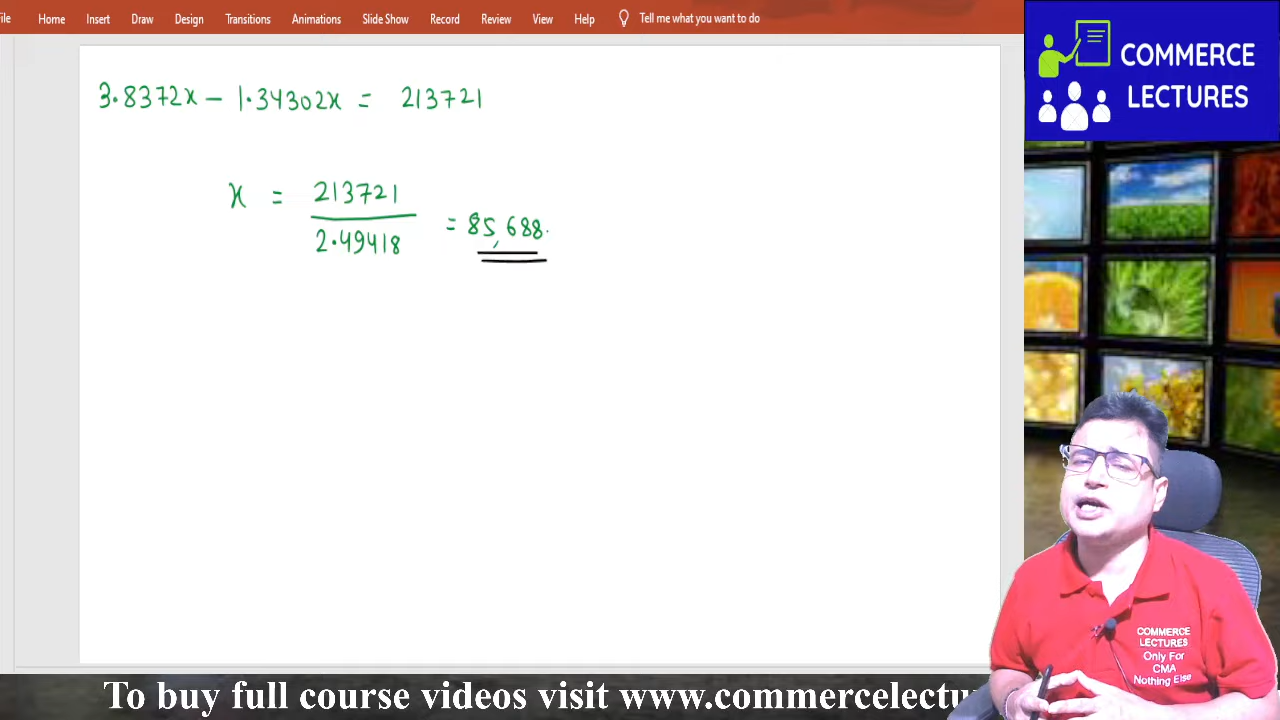 File Home Insert Draw Design Transitions Animations Slide Show Record Review View Help Tell me what you want to do
COMMERCE
LECTURES
3.8372x - 1.34302x = 213721
x = 213721 / 2.49418 = 85,688.
COMMERCE
LECTURES
Only For
CMA
Nothing Else
To buy full course videos visit www.commercelectu